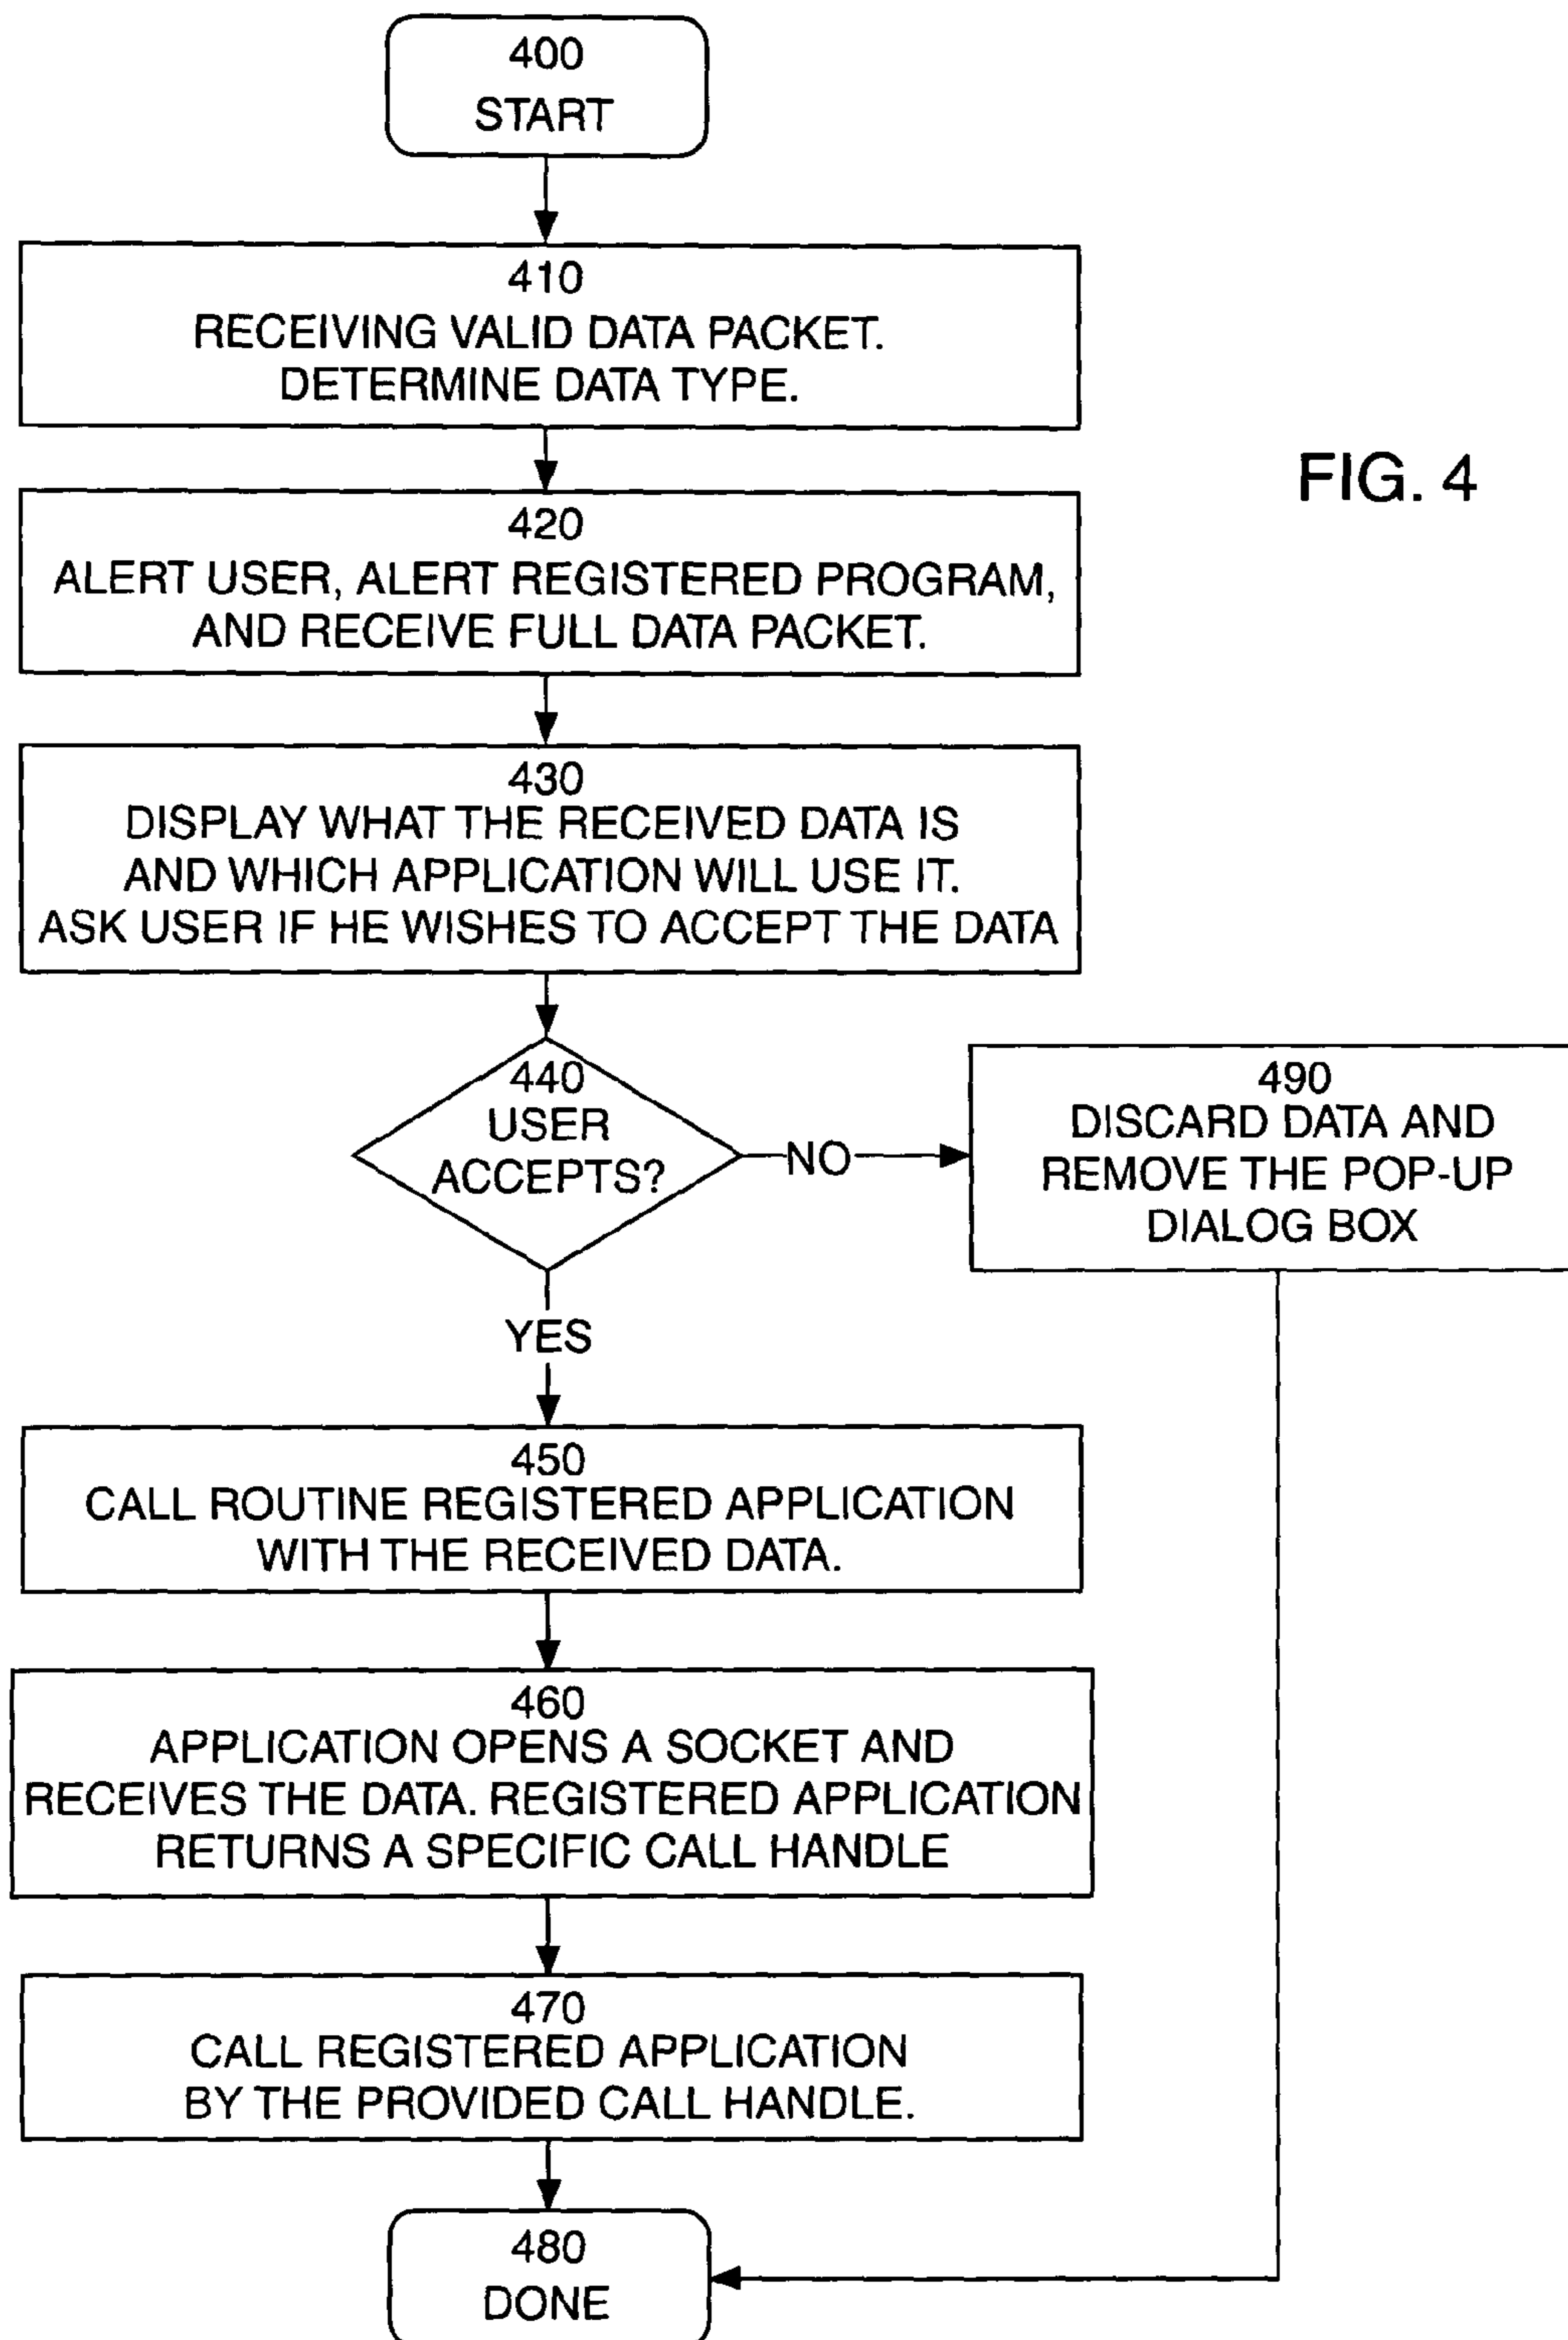 400
START
410
RECEIVING VALID DATA PACKET.
DETERMINE DATA TYPE.
FIG. 4
420
ALERT USER, ALERT REGISTERED PROGRAM,
AND RECEIVE FULL DATA PACKET.
430
DISPLAY WHAT THE RECEIVED DATA IS
AND WHICH APPLICATION WILL USE IT.
ASK USER IF HE WISHES TO ACCEPT THE DATA
440
USER
ACCEPTS?
NO
490
DISCARD DATA AND
REMOVE THE POP-UP
DIALOG BOX
YES
450
CALL ROUTINE REGISTERED APPLICATION
WITH THE RECEIVED DATA.
460
APPLICATION OPENS A SOCKET AND
RECEIVES THE DATA. REGISTERED APPLICATION
RETURNS A SPECIFIC CALL HANDLE
470
CALL REGISTERED APPLICATION
BY THE PROVIDED CALL HANDLE.
480
DONE